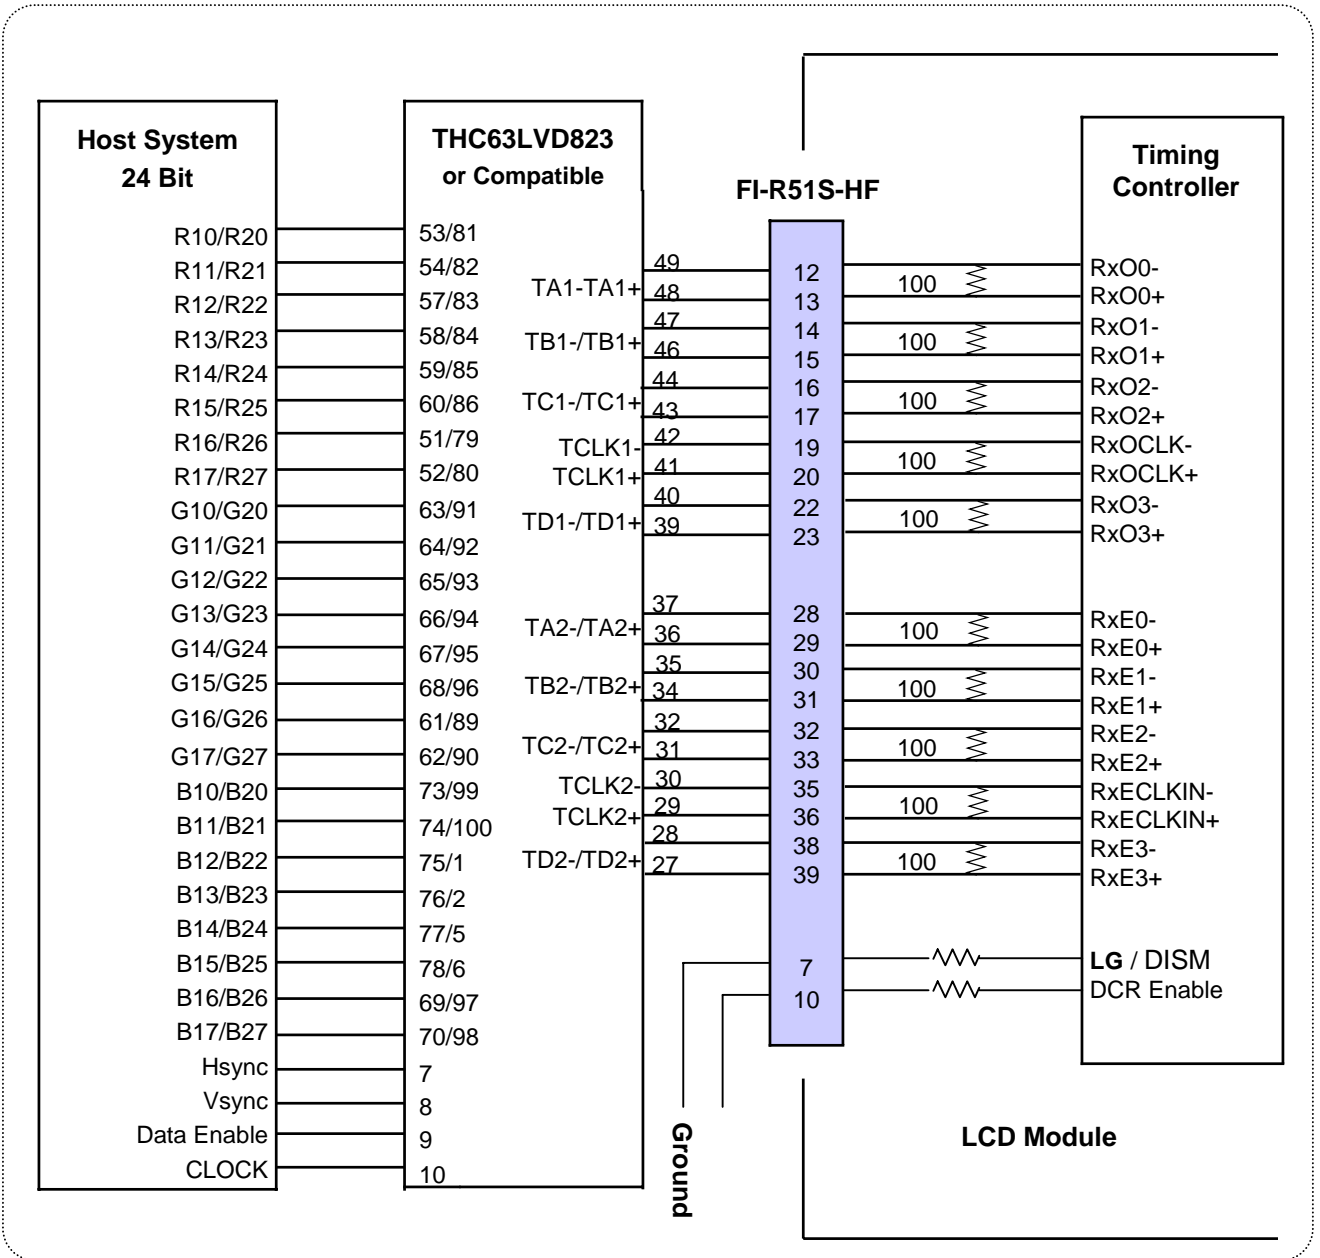 Host System
24 Bit
R10/R20
R11/R21
R12/R22
R13/R23
R14/R24
R15/R25
R16/R26
R17/R27
G10/G20
G11/G21
G12/G22
G13/G23
G14/G24
G15/G25
G16/G26
G17/G27
B10/B20
B11/B21
B12/B22
B13/B23
B14/B24
B15/B25
B16/B26
B17/B27
Hsync
Vsync
Data Enable
CLOCK
THC63LVD823
or Compatible
53/81
54/82
57/83
58/84
59/85
60/86
51/79
52/80
63/91
64/92
65/93
66/94
67/95
68/96
61/89
62/90
73/99
74/100
75/1
76/2
77/5
78/6
69/97
70/98
7
8
9
10
TA1-TA1+
TB1-/TB1+
TC1-/TC1+
TCLK1-
TCLK1+
TD1-/TD1+
TA2-/TA2+
TB2-/TB2+
TC2-/TC2+
TCLK2-
TCLK2+
TD2-/TD2+
49
48
47
46
44
43
42
41
40
39
37
36
35
34
32
31
30
29
28
27
FI-R51S-HF
12
13
14
15
16
17
19
20
22
23
28
29
30
31
32
33
35
36
38
39
7
10
100
100
100
100
100
100
100
100
100
100
Timing
Controller
RxO0-
RxO0+
RxO1-
RxO1+
RxO2-
RxO2+
RxOCLK-
RxOCLK+
RxO3-
RxO3+
RxE0-
RxE0+
RxE1-
RxE1+
RxE2-
RxE2+
RxECLKIN-
RxECLKIN+
RxE3-
RxE3+
LG / DISM
DCR Enable
Ground
LCD Module